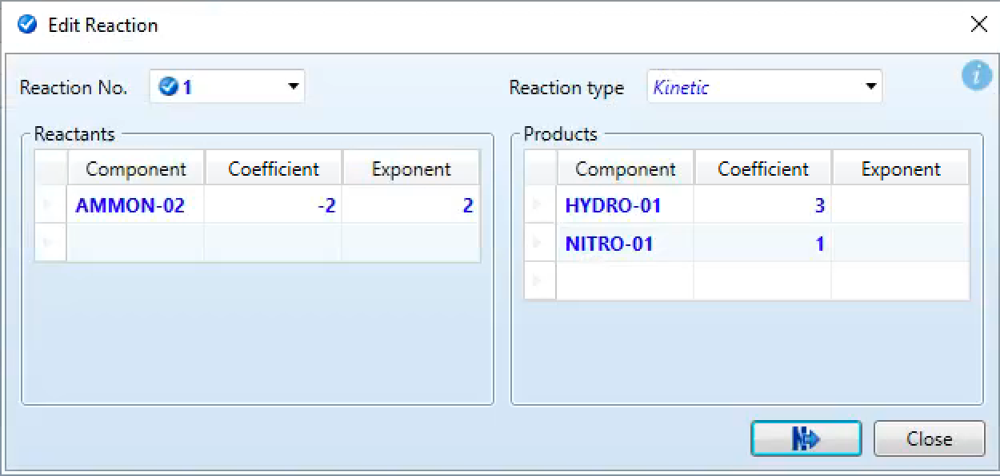 Edit Reaction
Reaction No. 1 Reaction type Kinetic
Reactants
Component Coefficient Exponent
AMMON-02 -2 2
Products
Component Coefficient Exponent
HYDRO-01 3
NITRO-01 1
N
Close